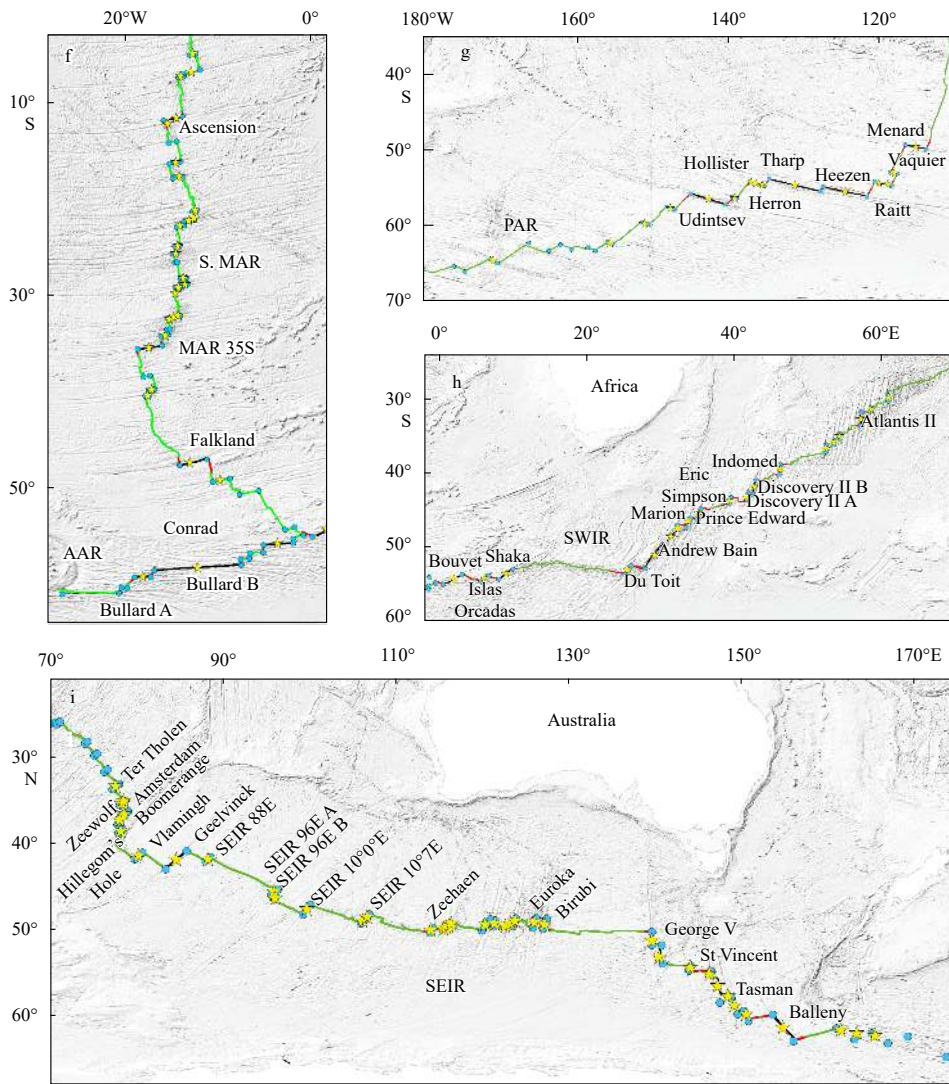 20°W
0°
180°W
160°
140°
120°
f
10°
S
30°
50°
Ascension
S. MAR
MAR 35S
Falkland
Conrad
AAR
Bullard B
Bullard A
g
40°
S
50°
60°
70°
Menard
Hollister
Tharp
Heezen
Vaquier
Herron
Raitt
Udintsev
PAR
0°
20°
40°
60°E
h
30°
S
40°
50°
60°
Africa
Atlantis II
Indomed
Eric
Discovery II B
Simpson
Discovery II A
Marion
Prince Edward
SWIR
Andrew Bain
Bouvet
Shaka
Du Toit
Islas
Orcadas
70°
90°
110°
130°
150°
170°E
i
30°
N
40°
50°
60°
Australia
Ter Tholen
Amsterdam
Boomerange
Zeewolf
Hillegom's
Hole
Vlamingh
Geelvinck
SEIR 88E
SEIR 96E A
SEIR 96E B
SEIR 10°0°E
SEIR 10°7E
Zeehaen
Euroka
Birubi
George V
St Vincent
SEIR
Tasman
Balleny